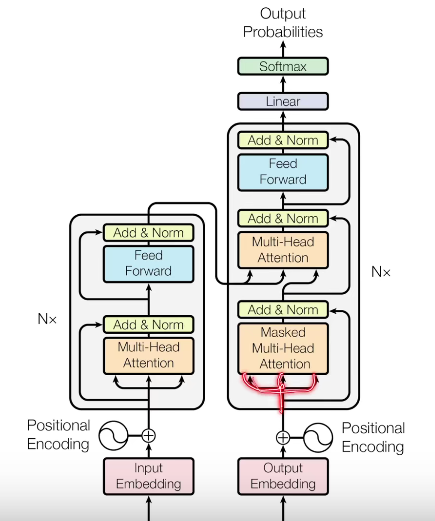 Output
Probabilities
Softmax
Linear
Add & Norm
Feed
Forward
Add & Norm
Multi-Head
Attention
Add & Norm
Masked
Multi-Head
Attention
Nx
Add & Norm
Feed
Forward
Add & Norm
Multi-Head
Attention
Nx
Positional
Encoding
Positional
Encoding
Input
Embedding
Output
Embedding